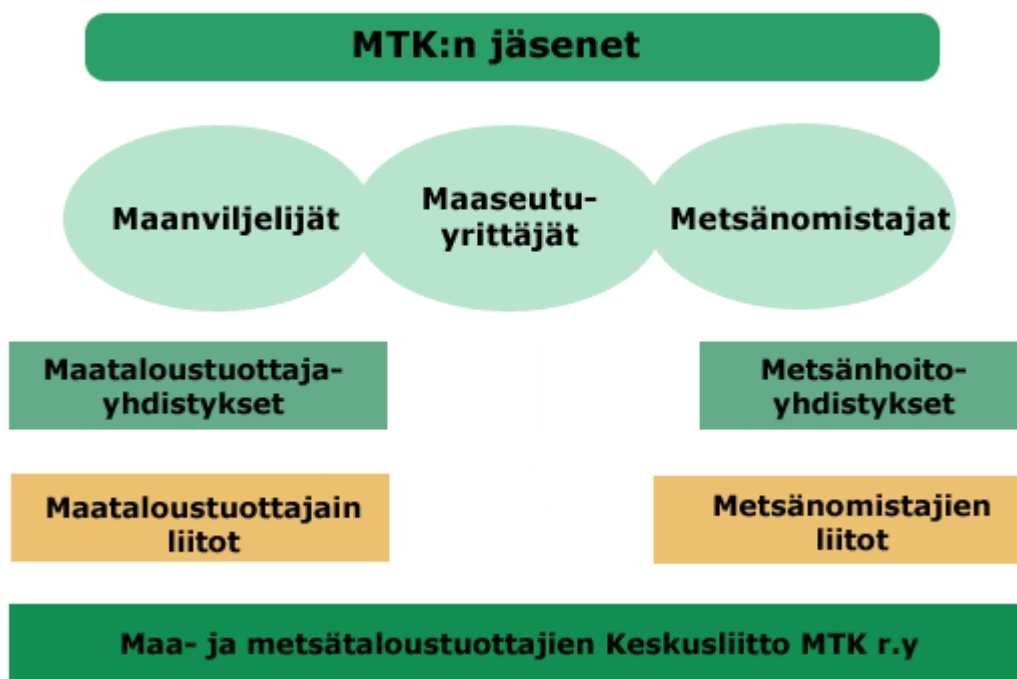 MTK:n jäsenet
Maanviljelijät
Maaseutu-
yrittäjät
Metsänomistajat
Maataloustuottaja-
yhdistykset
Metsänhoito-
yhdistykset
Maataloustuottajain
liitot
Metsänomistajien
liitot
Maa- ja metsätaloustuottajien Keskusliitto MTK r.y